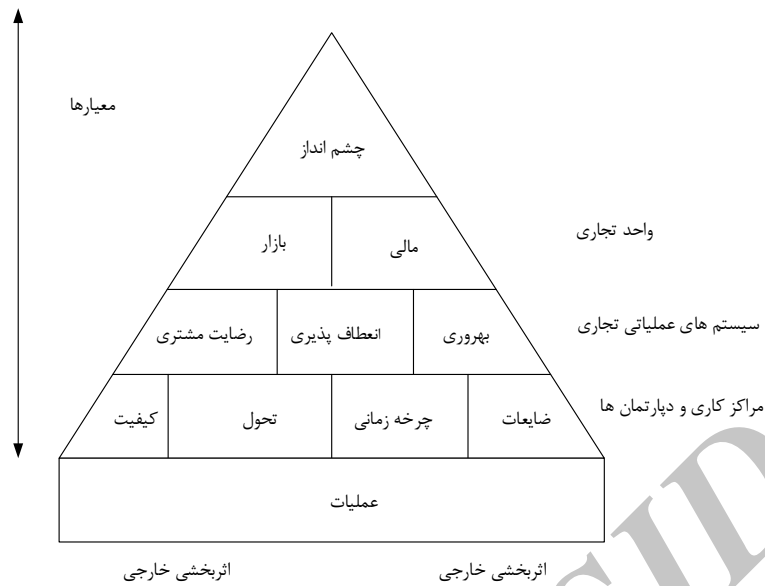 معیارها
چشم انداز
واحد تجاری
مالی
بازار
سیستم های عملیاتی تجاری
بهروری
انعطاف پذیری
رضایت مشتری
مراکز کاری و دپارتمان ها
ضایعات
چرخه زمانی
تحول
کیفیت
عملیات
اثربخشی خارجی
اثربخشی خارجی
SID